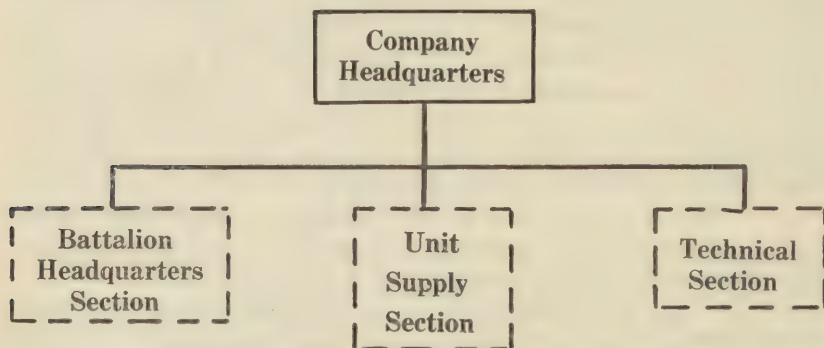 Company
Headquarters
Battalion
Headquarters
Section
Unit
Supply
Section
Technical
Section